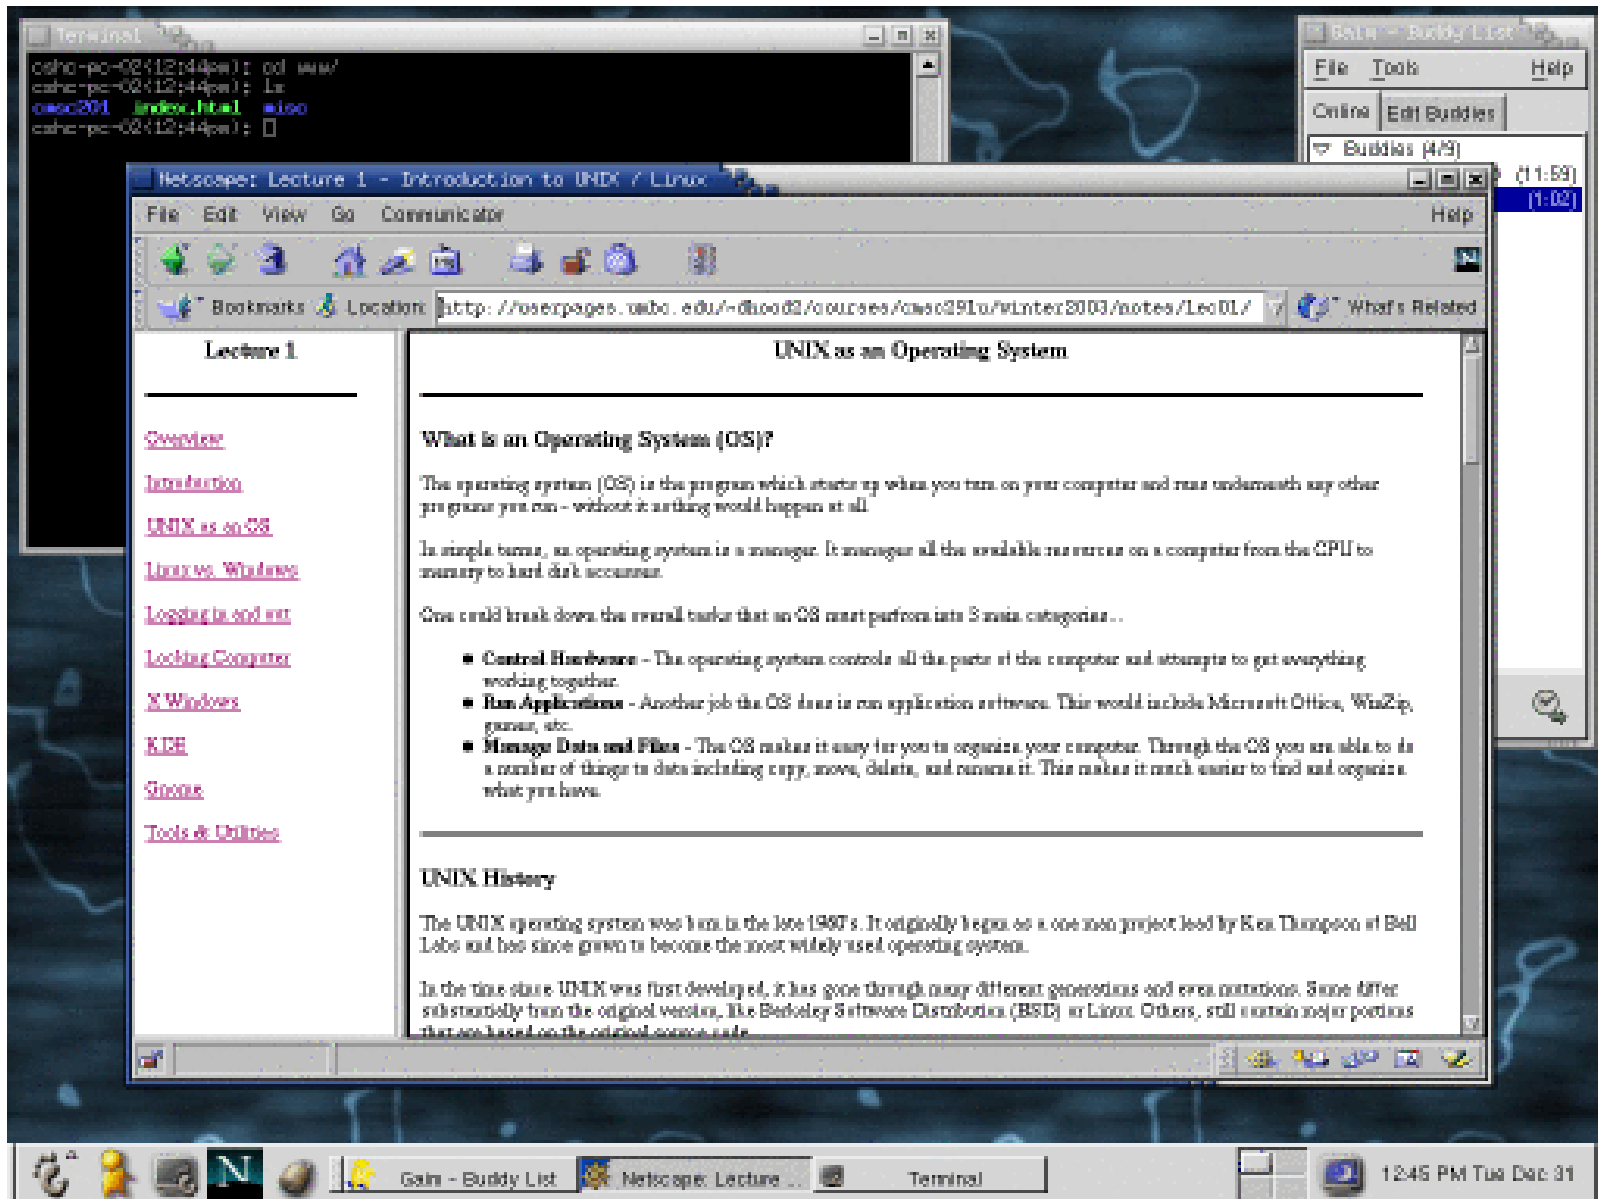 Terminal
cshc-pc-02(12:44pm): cd www/
cshc-pc-02(12:44pm): ls
cmsc201 index.html misc
cshc-pc-02(12:44pm):
Gaim - Buddy List
File Tools Help
Online Edit Buddies
Buddies (4/9)
(11:59)
(1:02)
Netscape: Lecture 1 - Introduction to UNIX / Linux
File Edit View Go Communicator Help
Bookmarks Location: http://userpages.umbc.edu/~dhood2/courses/cmsc291u/winter2003/notes/lec01/ What's Related
Lecture 1
Overview
Introduction
UNIX as an OS
Linux vs. Windows
Logging in and out
Locking Computer
X Windows
KDE
Gnome
Tools & Utilities
UNIX as an Operating System
What is an Operating System (OS)?
The operating system (OS) is the program which starts up when you turn on your computer and runs underneath any other
programs you run - without it nothing would happen at all.
In simple terms, an operating system is a manager. It manages all the available resources on a computer from the CPU to
memory to hard disk accesses.
One could break down the overall tasks that an OS must perfrom into 3 main categories...
Control Hardware - The operating system controls all the parts of the computer and attempts to get everything
working together.
Run Applications - Another job the OS does is run application software. This would include Microsoft Office, WinZip,
games, etc.
Manage Data and Files - The OS makes it easy for you to organize your computer. Through the OS you are able to do
a number of things to data including copy, move, delete, and rename it. This makes it much easier to find and organize
what you have.
UNIX History
The UNIX operating system was born in the late 1960's. It originally began as a one man project lead by Ken Thompson of Bell
Labs and has since grown to become the most widely used operating system.
In the time since UNIX was first developed, it has gone through many different generations and even mutations. Some differ
substantially from the original version, like Berkeley Software Distribution (BSD) or Linux. Others, still contain major portions
that are based on the original source code.
Gaim - Buddy List Netscape: Lecture ... Terminal 12:45 PM Tue Dec 31